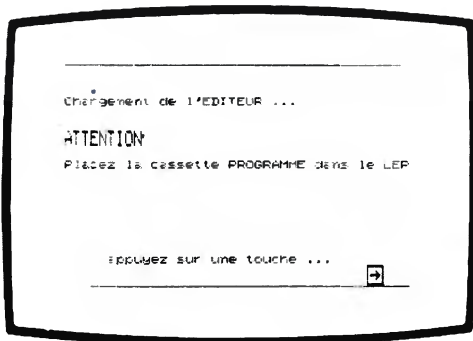 Chargement de l'EDITEUR ...
ATTENTION
Placez la cassette PROGRAMME dans le LEP
appuyez sur une touche ...
→